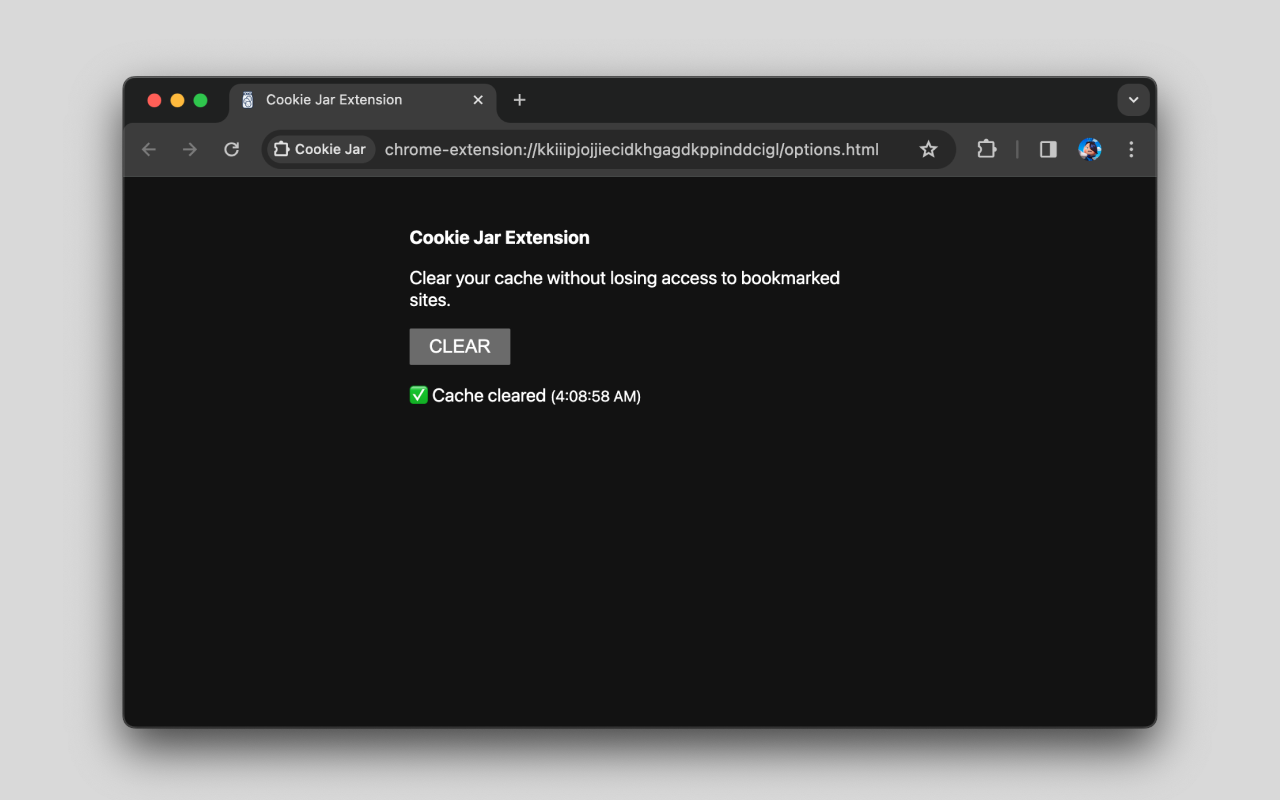 Cookie Jar Extension
Cookie Jar chrome-extension://kkiiipjojjiecidkhgagdkppinddcigl/options.html
Cookie Jar Extension
Clear your cache without losing access to bookmarked
sites.
CLEAR
✅ Cache cleared (4:08:58 AM)